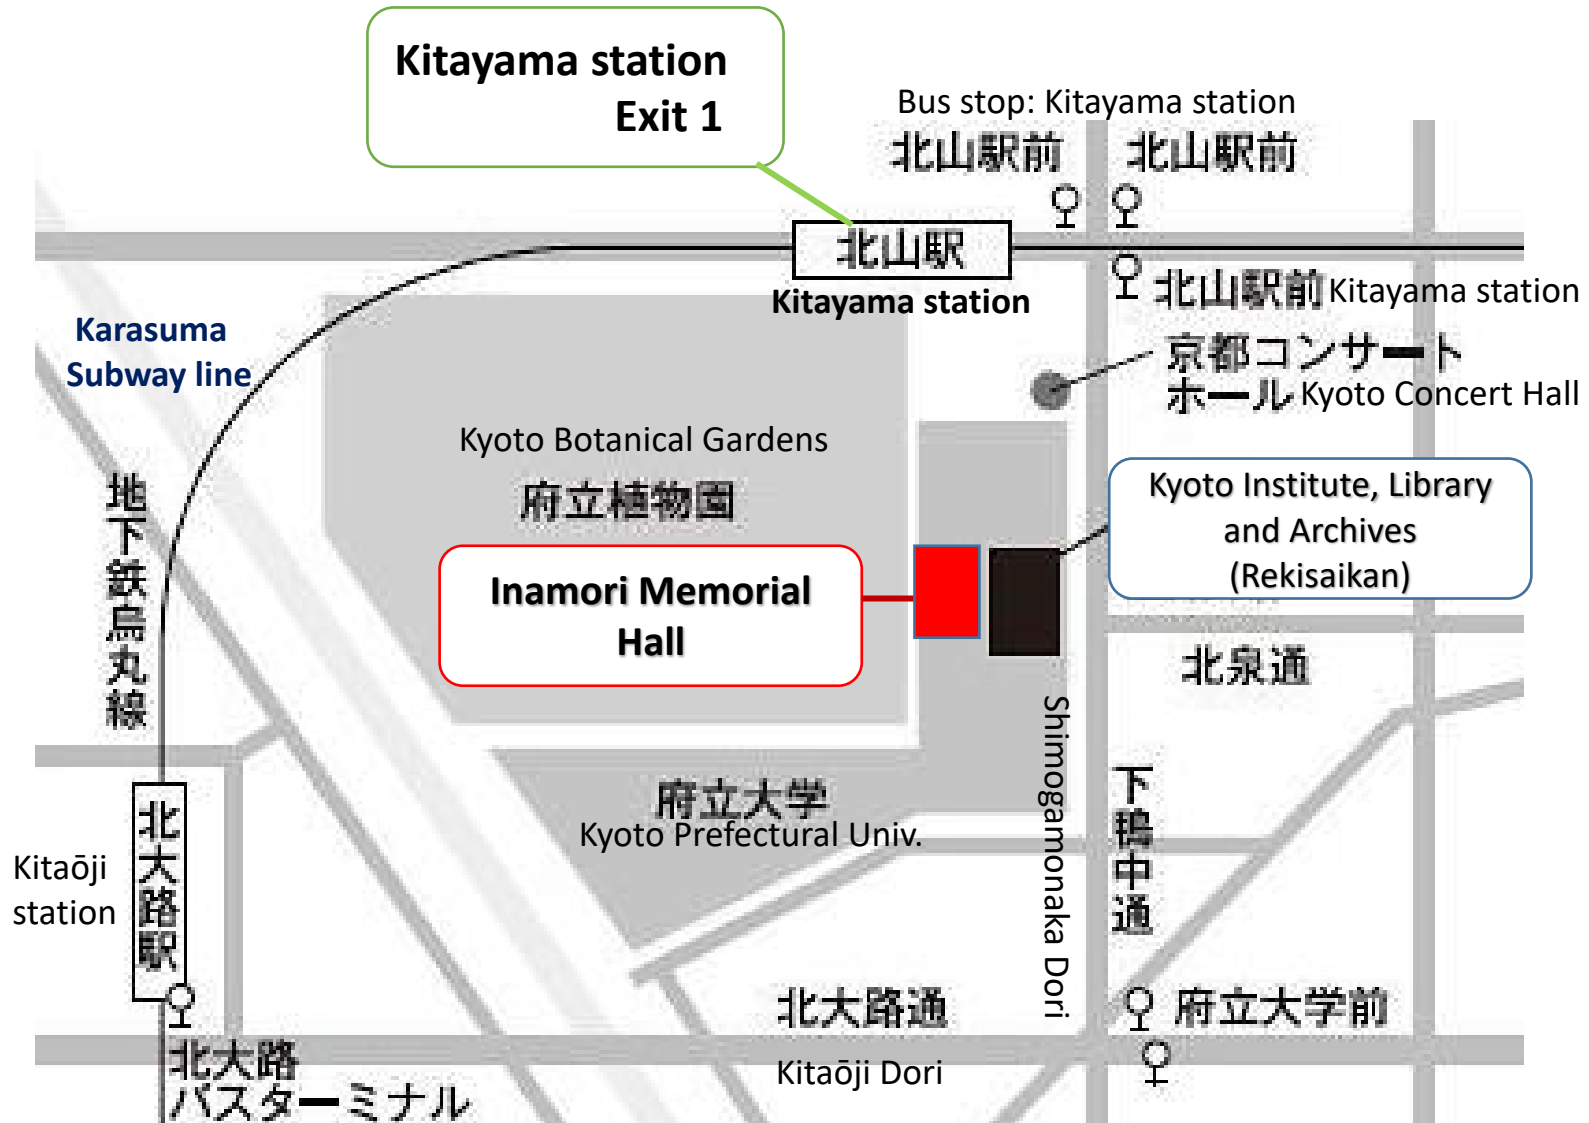 Kitayama station
Exit 1
Bus stop: Kitayama station
北山駅前
北山駅前
北山駅
Kitayama station
北山駅前 Kitayama station
Karasuma
Subway line
京都コンサート
ホール Kyoto Concert Hall
Kyoto Botanical Gardens
府立植物園
地下鉄烏丸線
Kyoto Institute, Library
and Archives
(Rekisaikan)
Inamori Memorial
Hall
北泉通
Shimogamonaka Dori
下鴨中通
府立大学
Kyoto Prefectural Univ.
北大路駅
Kitaōji
station
北大路通
府立大学前
Kitaōji Dori
北大路
バスターミナル